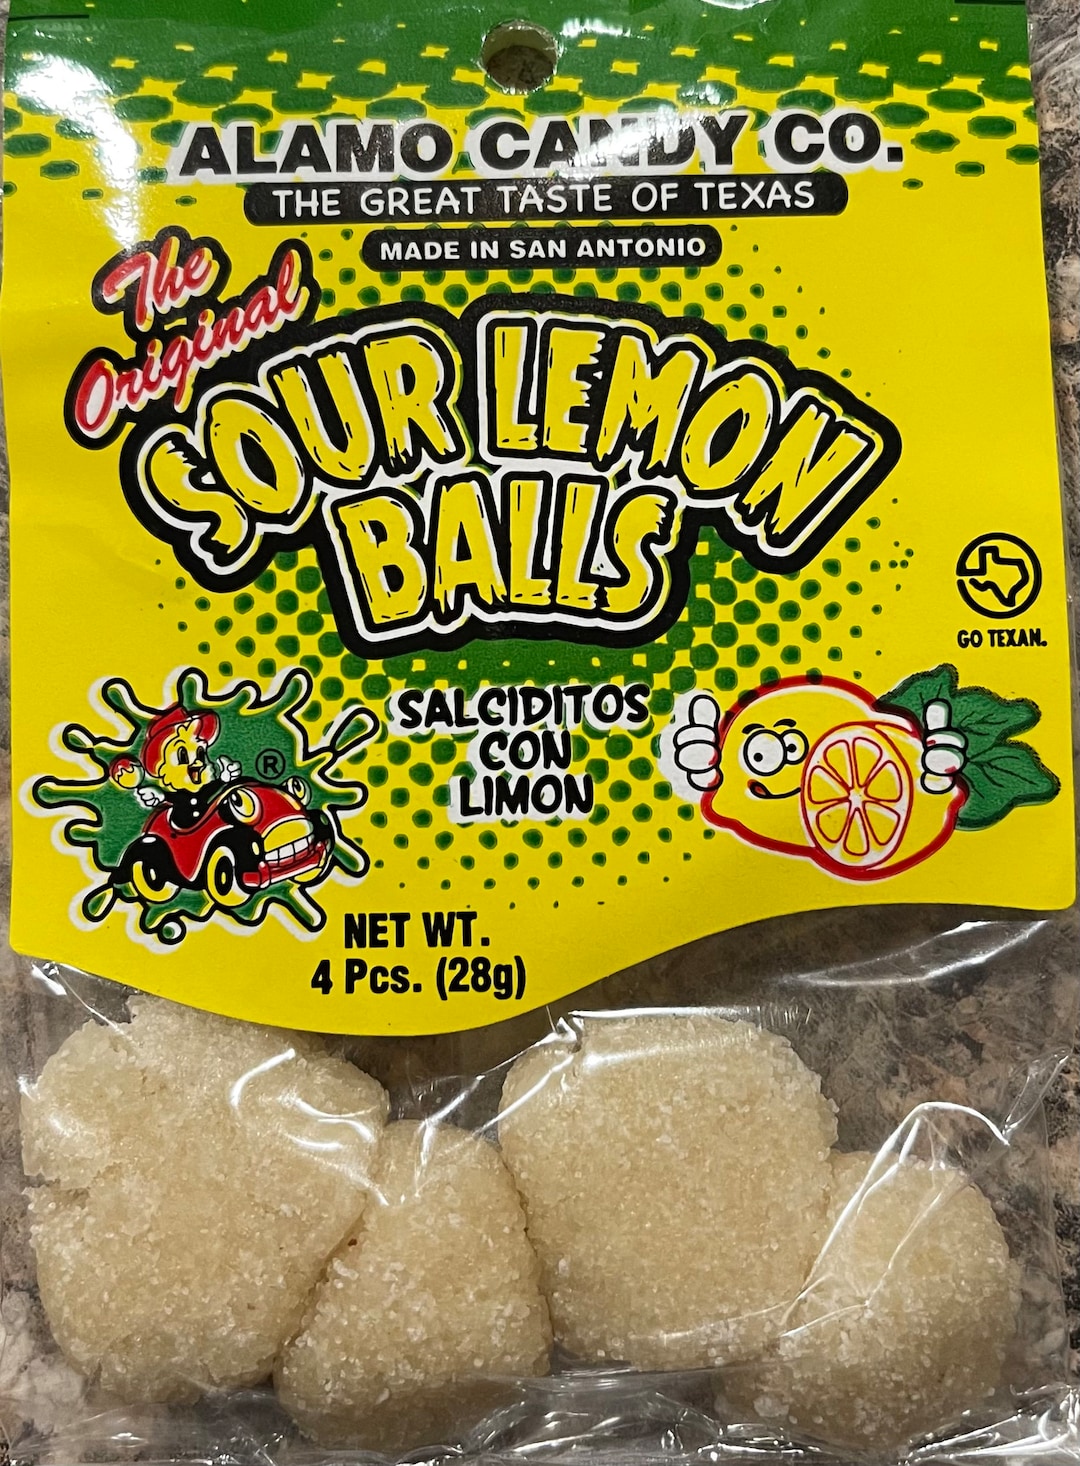 ALAMO CANDY CO.
THE GREAT TASTE OF TEXAS
MADE IN SAN ANTONIO
The
Original
SOUR LEMON
BALLS
GO TEXAN.
SALCIDITOS
CON
LIMON
®
NET WT.
4 Pcs. (28g)